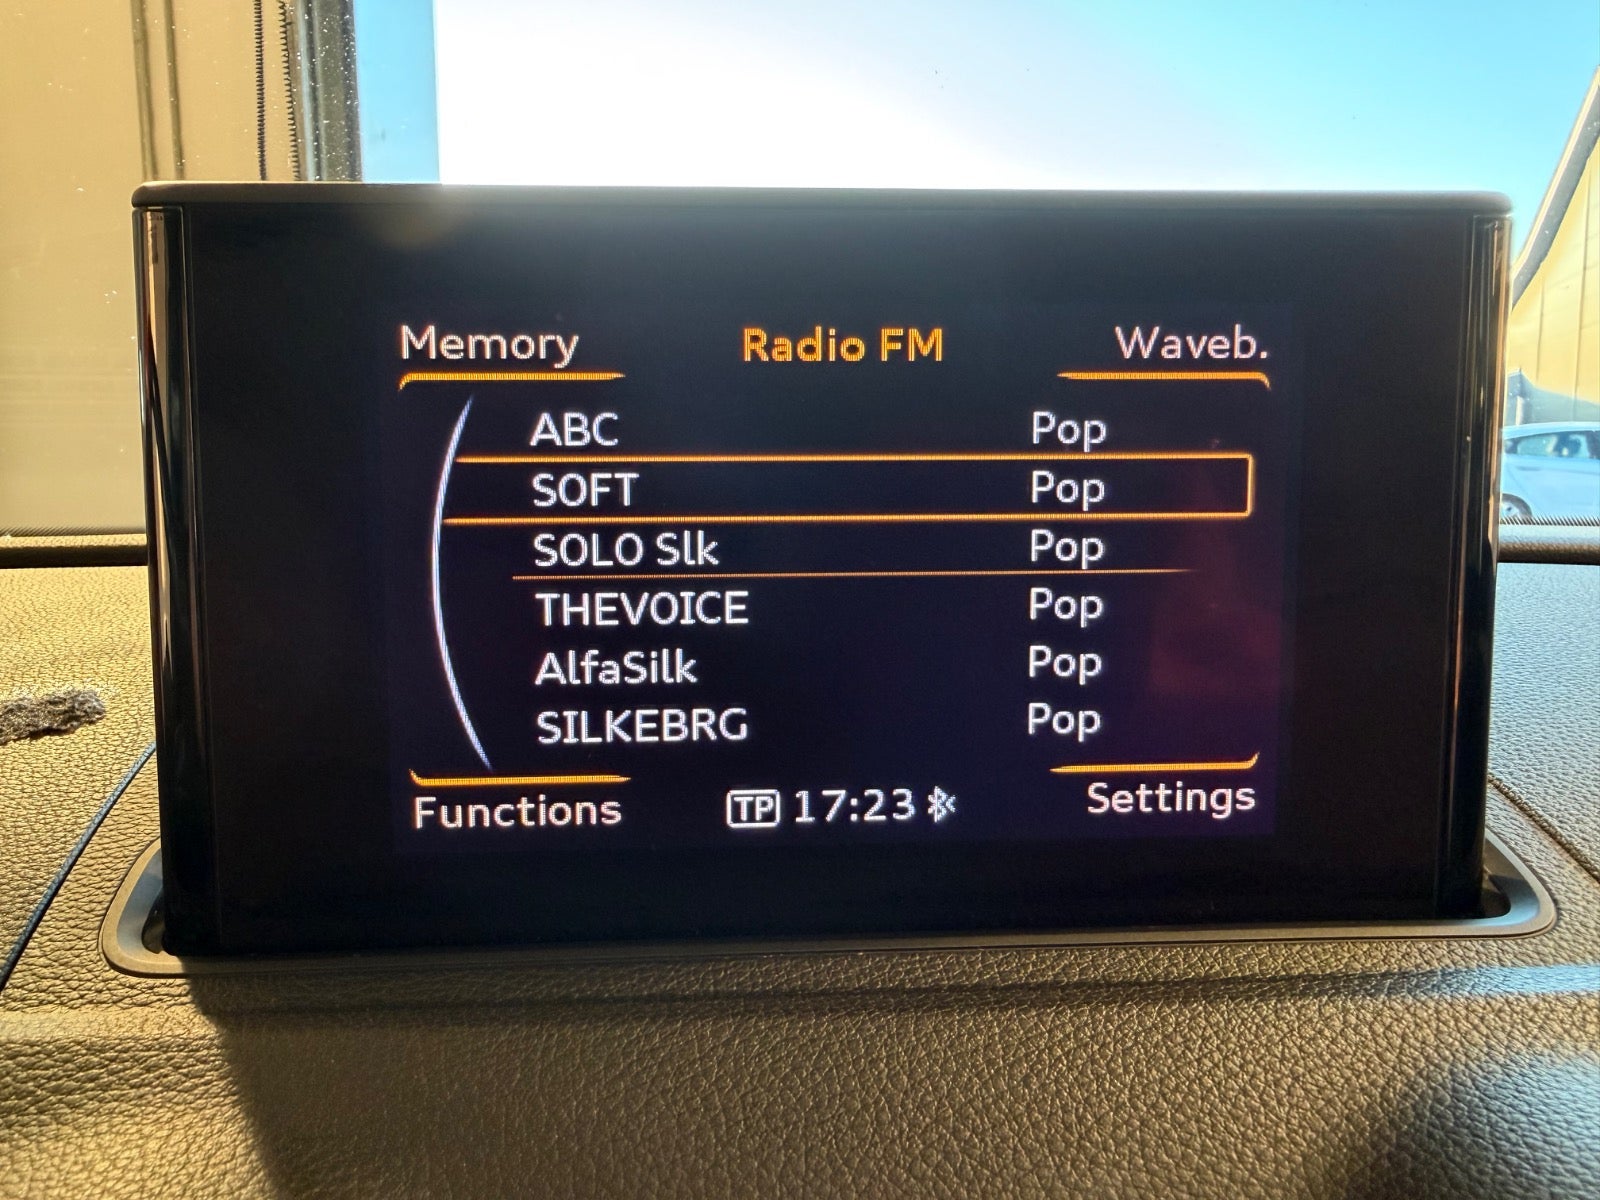 Memory Radio FM Waveb.
ABC Pop
SOFT Pop
SOLO Slk Pop
THEVOICE Pop
AlfaSilk Pop
SILKEBRG Pop
Functions TP 17:23 Settings